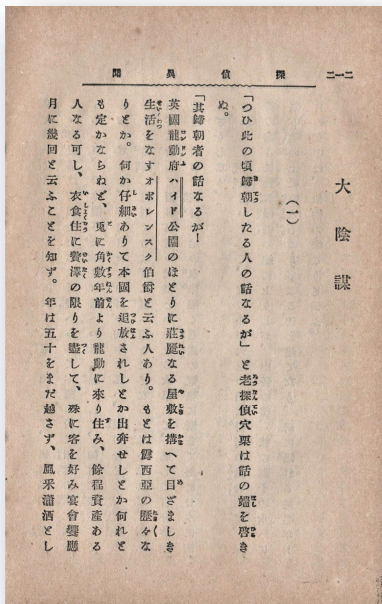 探偵異聞
二一二
大陰謀
(一)
「つひ此の頃歸朝したる人の話なるが」と老探偵穴栗は話の端を啓き
ぬ。
「其歸朝者の話なるが!
英國龍動府ハイド公園のほとりに莊麗なる屋敷を搆へて目ざましき
生活をなすオボレンスク伯爵と云ふ人あり。もとは露西亞の歴々な
りとか。何か仔細ありて本國を追放されしとか出奔せしとか何れと
も定かならねど、兎に角數年前より龍動に來り住み、餘程資產ある
人なる可し、衣食住に贅澤の限りを盡して、殊に客を好み宴會饗應
月に幾回と云ふことを知ず。年は五十をまだ越さず、風采瀟洒とし